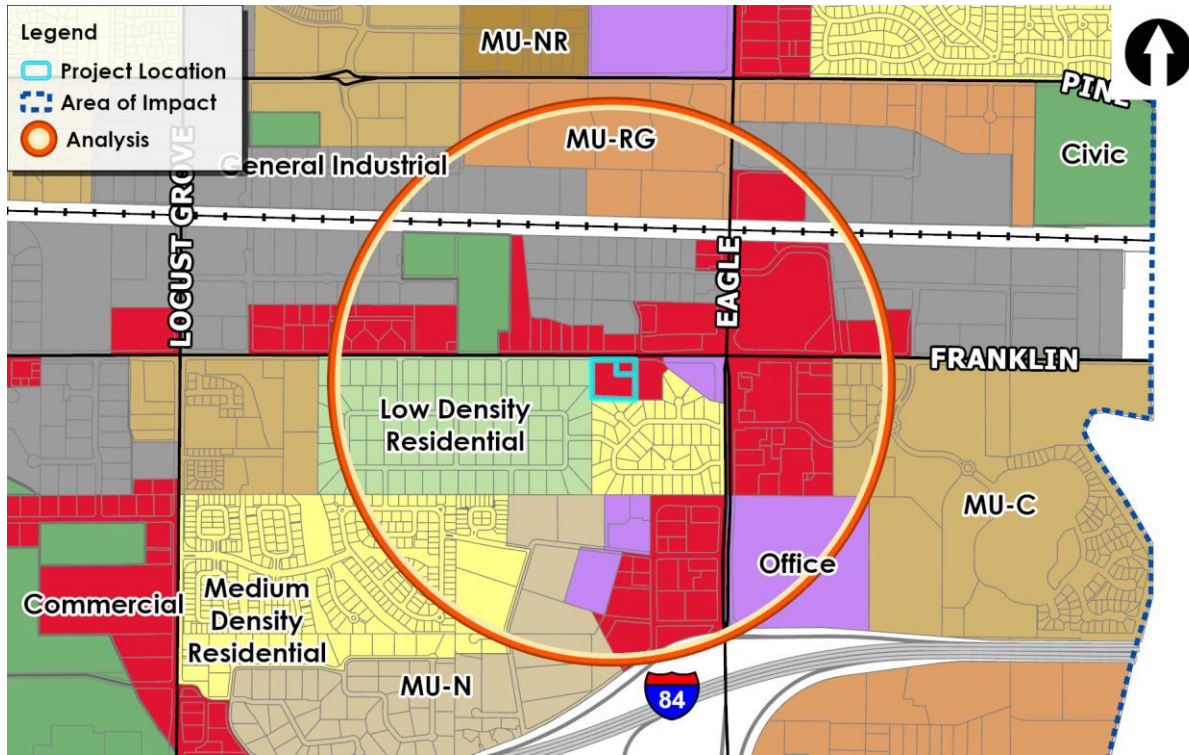 Legend
Project Location
Area of Impact
Analysis
MU-NR
PINE
LOCUST GROVE
General Industrial
MU-RG
Civic
EAGLE
FRANKLIN
Low Density
Residential
MU-C
Office
Commercial
Medium
Density
Residential
MU-N
84